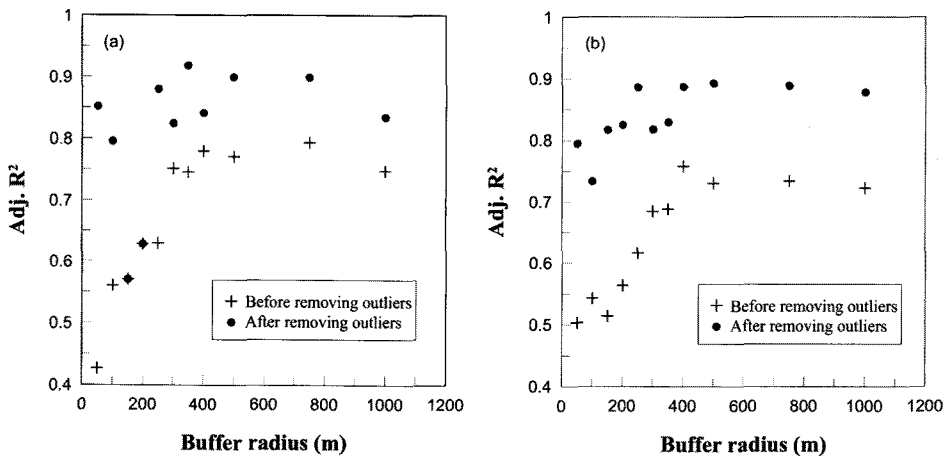 (a)
1
0.9
0.8
0.7
0.6
0.5
0.4
Adj. R²
0 200 400 600 800 1000 1200
Buffer radius (m)
Before removing outliers
After removing outliers
(b)
1
0.9
0.8
0.7
0.6
0.5
0.4
Adj. R²
0 200 400 600 800 1000 1200
Buffer radius (m)
Before removing outliers
After removing outliers